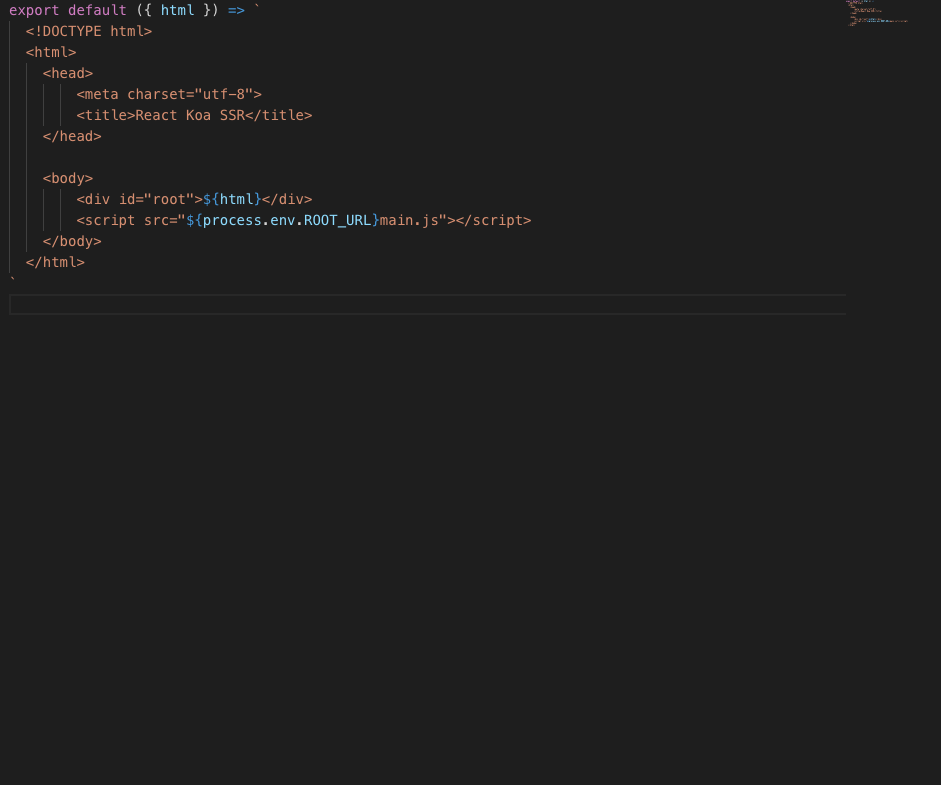 export default ({ html }) => `
  <!DOCTYPE html>
  <html>
    <head>
        <meta charset="utf-8">
        <title>React Koa SSR</title>
    </head>

    <body>
        <div id="root">${html}</div>
        <script src="${process.env.ROOT_URL}main.js"></script>
    </body>
  </html>
`